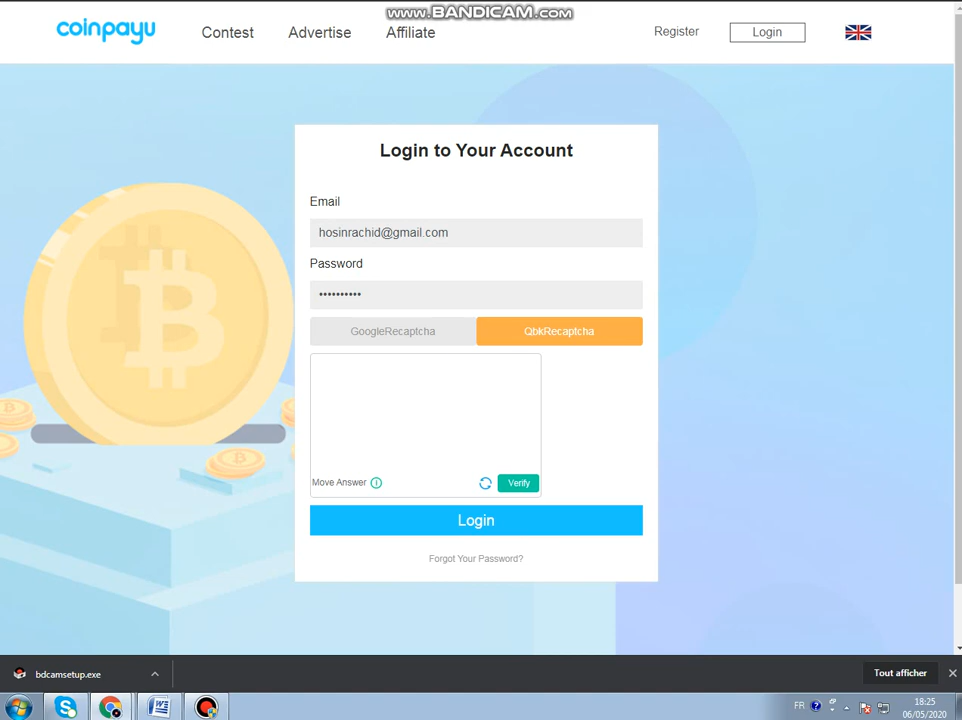 www.BANDICAM.com
coinpayu Contest Advertise Affiliate Register Login
Login to Your Account
Email
hosinrachid@gmail.com
Password
••••••••••
GoogleRecaptcha QbkRecaptcha
Move Answer Verify
Login
Forgot Your Password?
bdcamsetup.exe Tout afficher
FR 18:25
06/05/2020